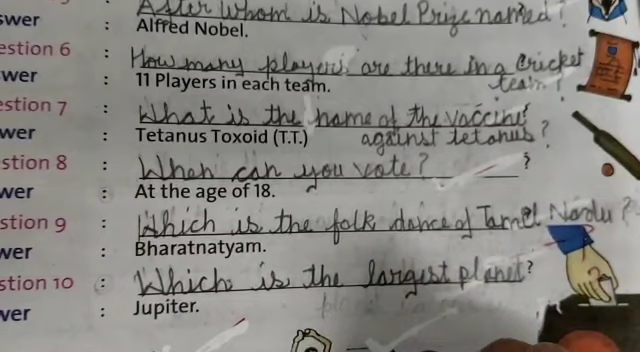 After whom is Nobel Prize named?
swer : Alfred Nobel.
estion 6 : How many players are there in a cricket
team?
wer : 11 Players in each team.
estion 7 : What is the name of the vaccine
against tetanus?
wer : Tetanus Toxoid (T.T.)
stion 8 : When can you vote? ?
wer : At the age of 18.
stion 9 : Which is the folk dance of Tamil Nadu?
wer : Bharatnatyam.
stion 10 : Which is the largest planet?
wer : Jupiter.